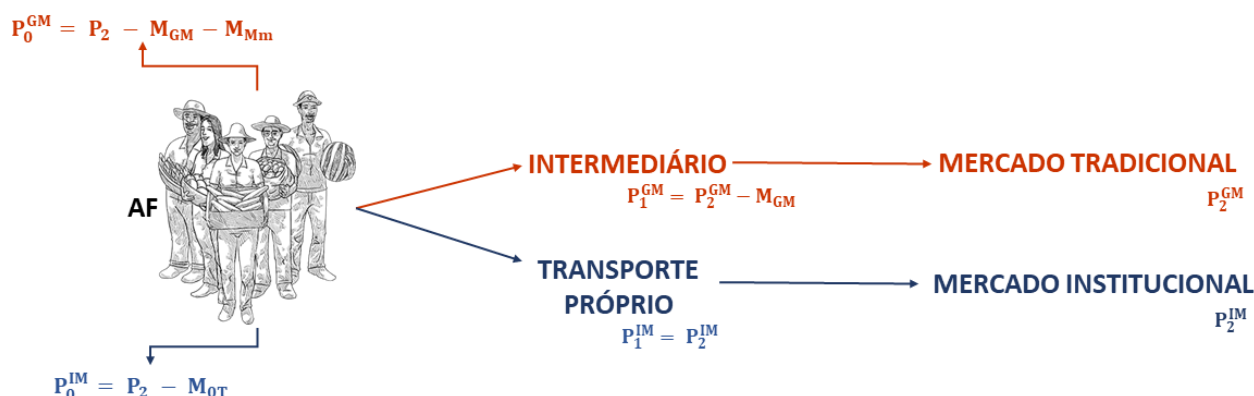 P₀^GM = P₂ − M_GM − M_Mm
AF
INTERMEDIÁRIO
P₁^GM = P₂^GM − M_GM
MERCADO TRADICIONAL
P₂^GM
TRANSPORTE
PRÓPRIO
P₁^IM = P₂^IM
MERCADO INSTITUCIONAL
P₂^IM
P₀^IM = P₂ − M_0T